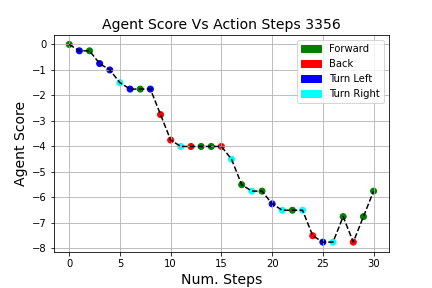 Agent Score Vs Action Steps 3356
Agent Score
0
−1
−2
−3
−4
−5
−6
−7
−8
Forward
Back
Turn Left
Turn Right
0 5 10 15 20 25 30
Num. Steps